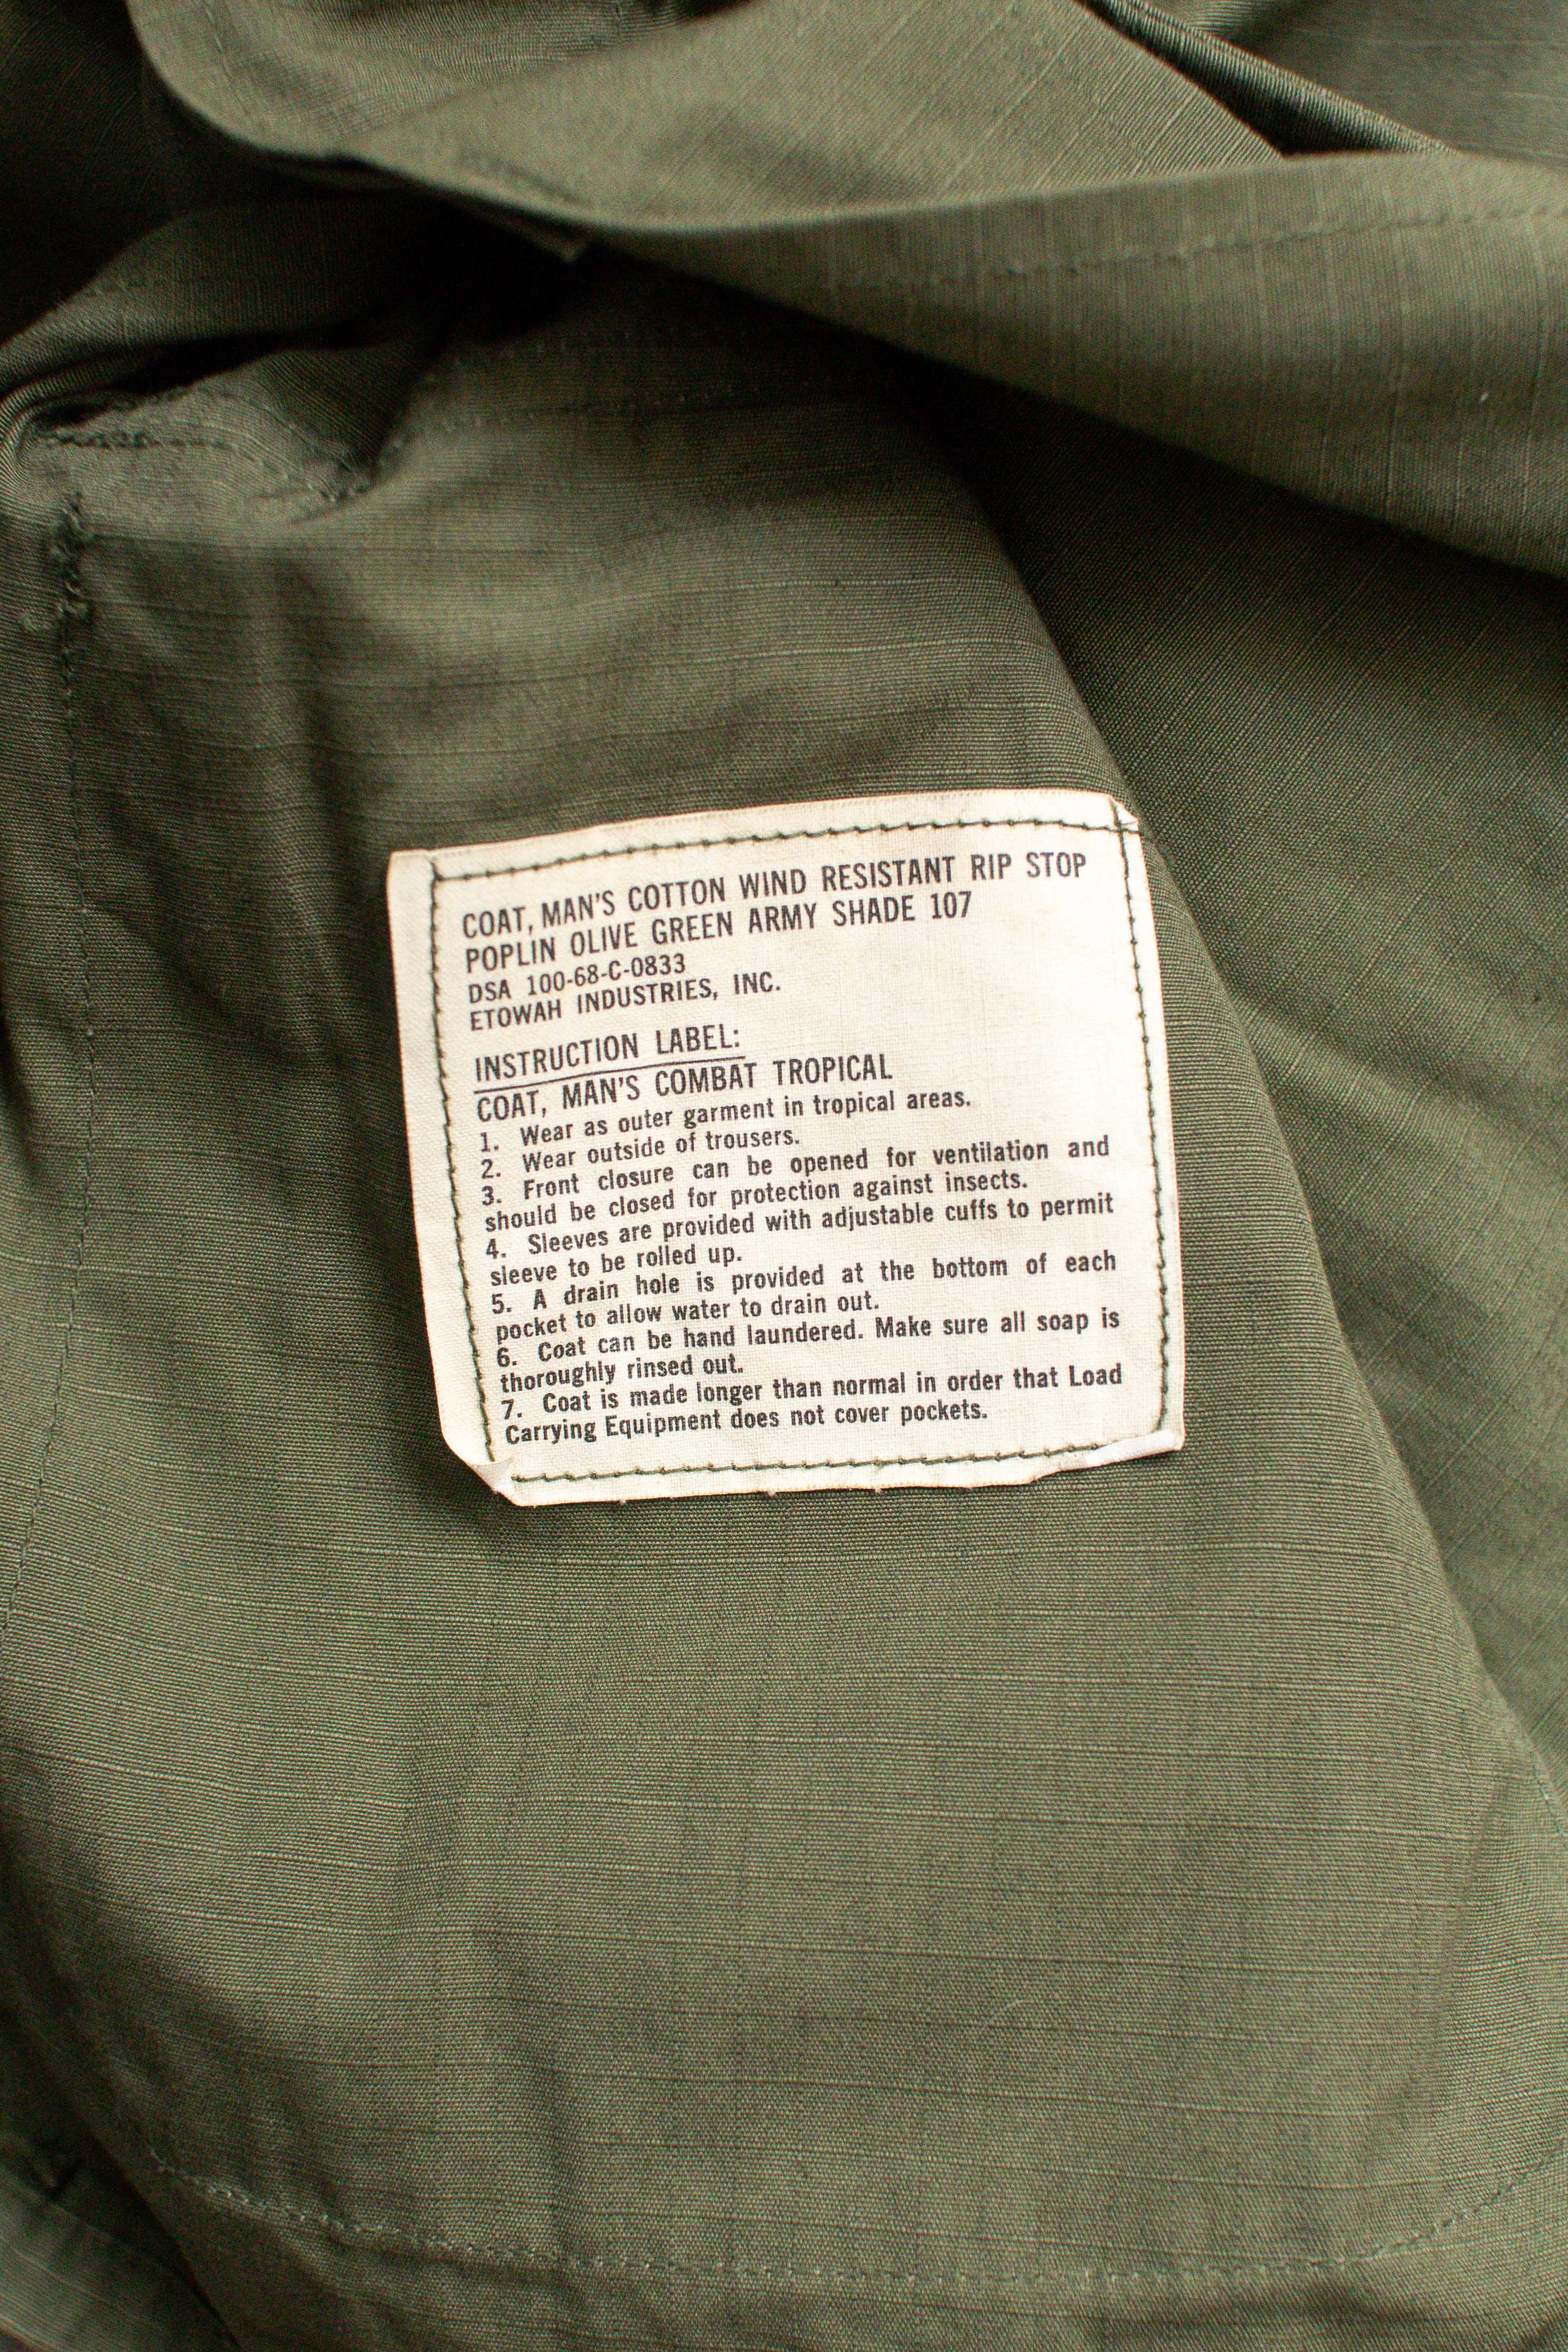 COAT, MAN'S COTTON WIND RESISTANT RIP STOP
POPLIN OLIVE GREEN ARMY SHADE 107
DSA 100-68-C-0833
ETOWAH INDUSTRIES, INC.
INSTRUCTION LABEL:
COAT, MAN'S COMBAT TROPICAL
1. Wear as outer garment in tropical areas.
2. Wear outside of trousers.
3. Front closure can be opened for ventilation and
should be closed for protection against insects.
4. Sleeves are provided with adjustable cuffs to permit
sleeve to be rolled up.
5. A drain hole is provided at the bottom of each
pocket to allow water to drain out.
6. Coat can be hand laundered. Make sure all soap is
thoroughly rinsed out.
7. Coat is made longer than normal in order that Load
Carrying Equipment does not cover pockets.